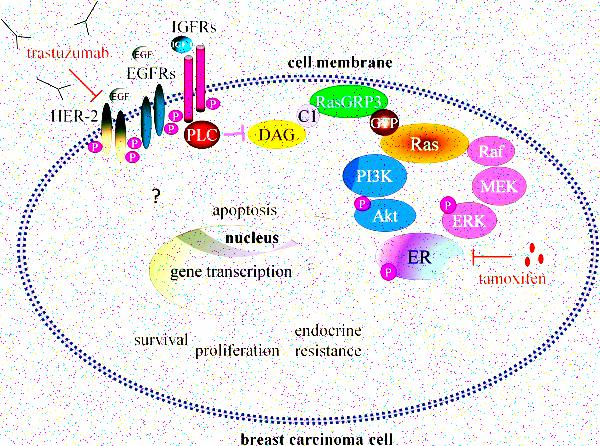 IGFRs
IGF
trastuzumab
EGF
EGFRs
cell membrane
EGF
HER-2
P
P
P
P
P
P
P
PLC
DAG
C1
RasGRP3
GTP
Ras
Raf
PI3K
MEK
P
Akt
P
ERK
?
apoptosis
nucleus
gene transcription
ER
P
tamoxifen
survival
proliferation
endocrine
resistance
breast carcinoma cell